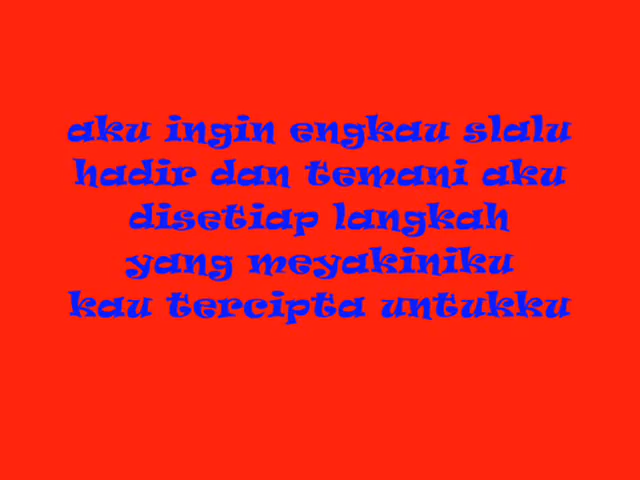 aku ingin engkau slalu
hadir dan temani aku
disetiap langkah
yang meyakiniku
kau tercipta untukku